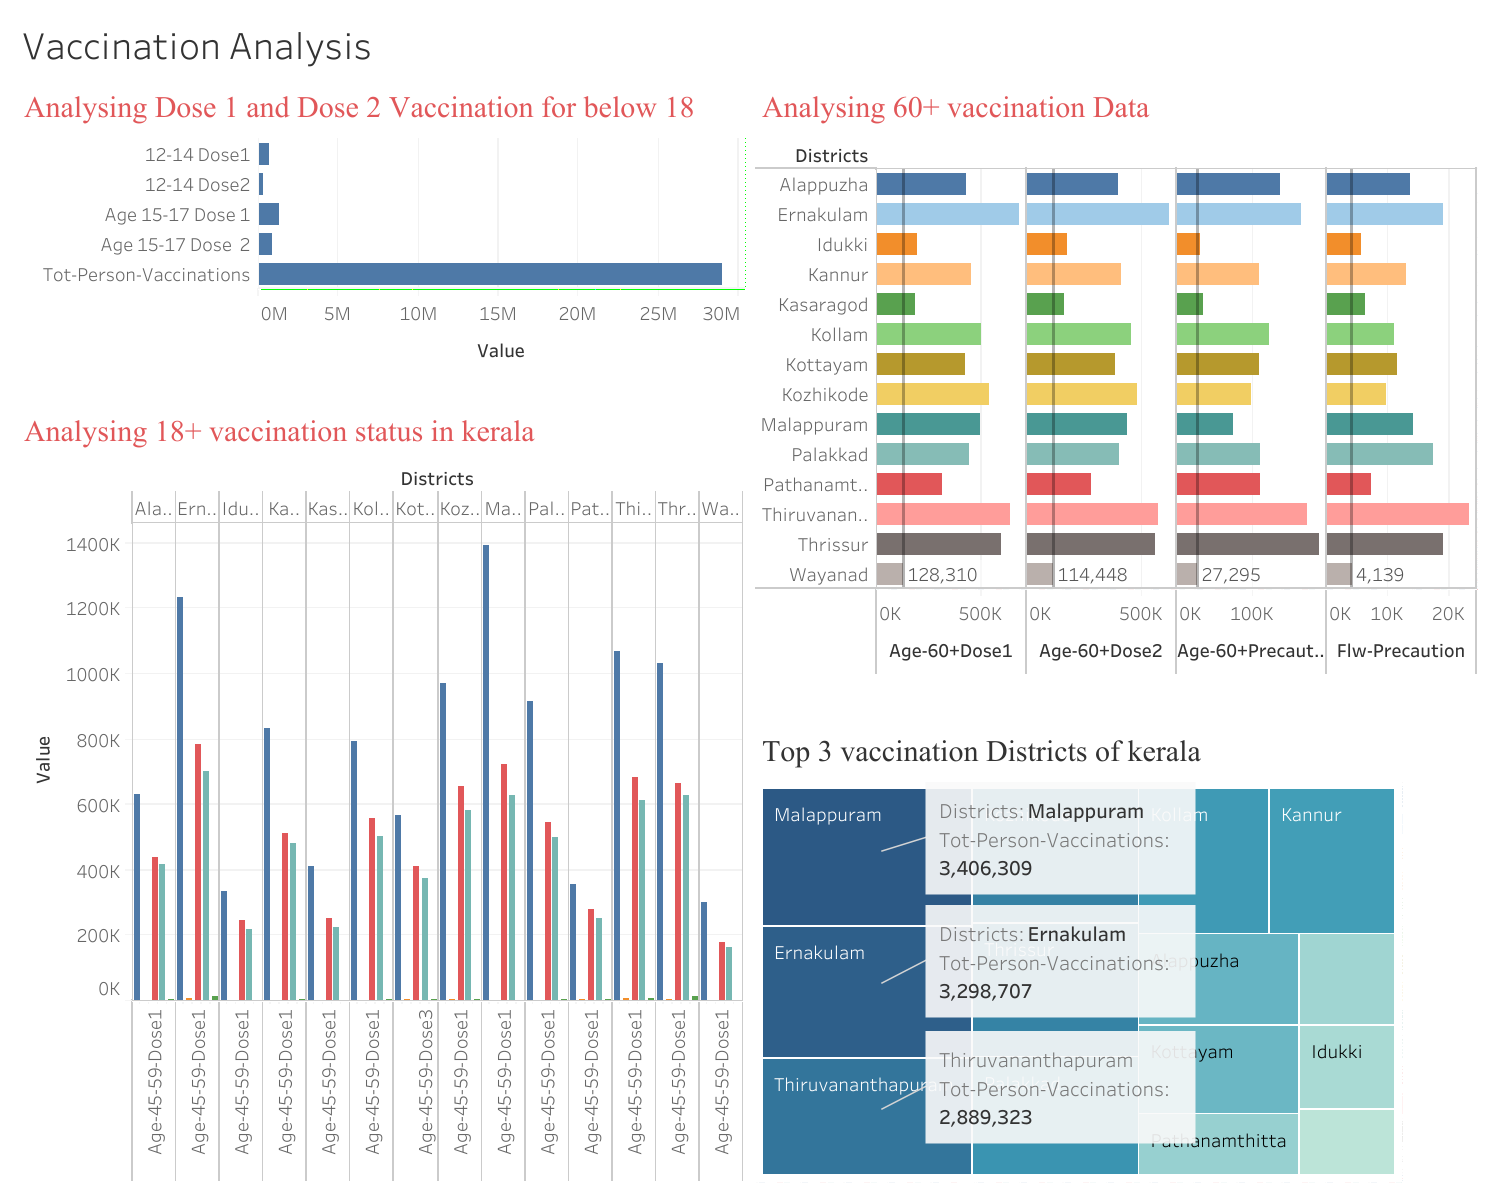 Vaccination Analysis
Analysing Dose 1 and Dose 2 Vaccination for below 18
12-14 Dose1
12-14 Dose2
Age 15-17 Dose 1
Age 15-17 Dose 2
Tot-Person-Vaccinations
0M 5M 10M 15M 20M 25M 30M
Value
Analysing 60+ vaccination Data
Districts
Alappuzha
Ernakulam
Idukki
Kannur
Kasaragod
Kollam
Kottayam
Kozhikode
Malappuram
Palakkad
Pathanamt..
Thiruvanan..
Thrissur
Wayanad 128,310 114,448 27,295 4,139
0K 500K 0K 500K 0K 100K 0K 10K 20K
Age-60+Dose1 Age-60+Dose2 Age-60+Precaut.. Flw-Precaution
Analysing 18+ vaccination status in kerala
Districts
Ala.. Ern.. Idu.. Ka.. Kas.. Kol.. Kot.. Koz.. Ma.. Pal.. Pat.. Thi.. Thr.. Wa..
1400K
1200K
1000K
800K
600K
400K
200K
0K
Value
Age-45-59-Dose1 Age-45-59-Dose1 Age-45-59-Dose1 Age-45-59-Dose1 Age-45-59-Dose1 Age-45-59-Dose1 Age-45-59-Dose3 Age-45-59-Dose1 Age-45-59-Dose1 Age-45-59-Dose1 Age-45-59-Dose1 Age-45-59-Dose1 Age-45-59-Dose1 Age-45-59-Dose1
Top 3 vaccination Districts of kerala
Malappuram
Districts: Malappuram
Tot-Person-Vaccinations:
3,406,309
Kollam
Kannur
Ernakulam
Districts: Ernakulam
Tot-Person-Vaccinations:
3,298,707
Thrissur
Alappuzha
Thiruvananthapura
Thiruvananthapuram
Tot-Person-Vaccinations:
2,889,323
Kottayam
Idukki
Pathanamthitta